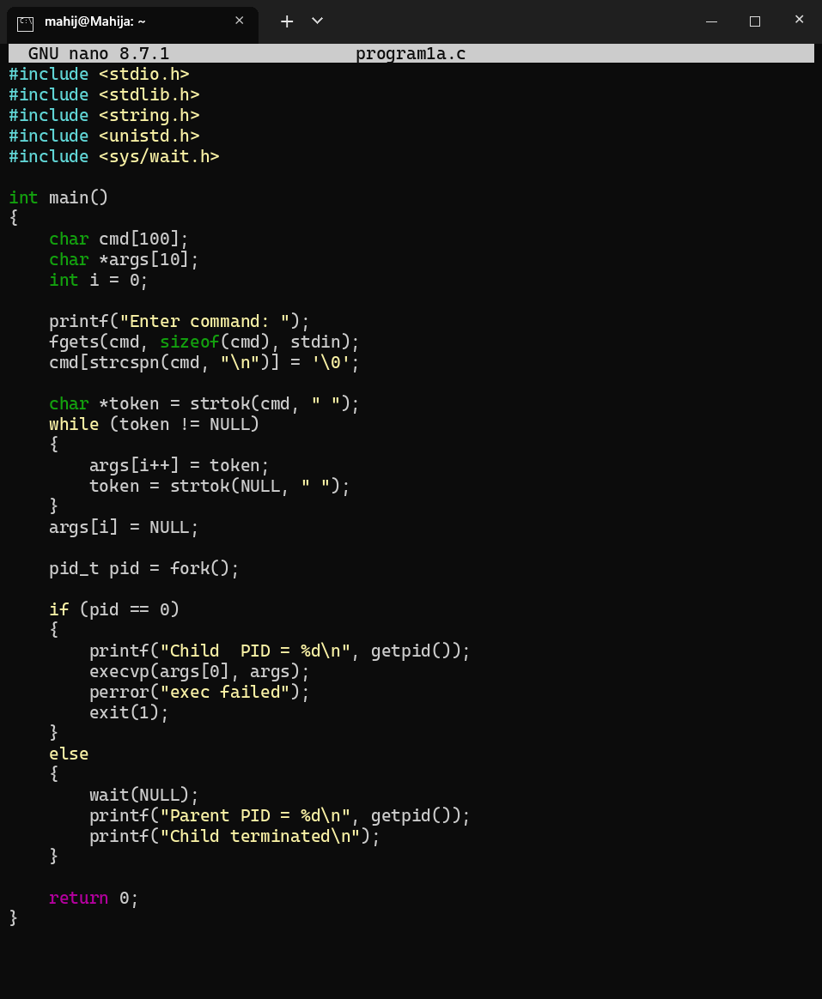 mahij@Mahija: ~
GNU nano 8.7.1 program1a.c
#include <stdio.h>
#include <stdlib.h>
#include <string.h>
#include <unistd.h>
#include <sys/wait.h>

int main()
{
    char cmd[100];
    char *args[10];
    int i = 0;

    printf("Enter command: ");
    fgets(cmd, sizeof(cmd), stdin);
    cmd[strcspn(cmd, "\n")] = '\0';

    char *token = strtok(cmd, " ");
    while (token != NULL)
    {
        args[i++] = token;
        token = strtok(NULL, " ");
    }
    args[i] = NULL;

    pid_t pid = fork();

    if (pid == 0)
    {
        printf("Child  PID = %d\n", getpid());
        execvp(args[0], args);
        perror("exec failed");
        exit(1);
    }
    else
    {
        wait(NULL);
        printf("Parent PID = %d\n", getpid());
        printf("Child terminated\n");
    }

    return 0;
}